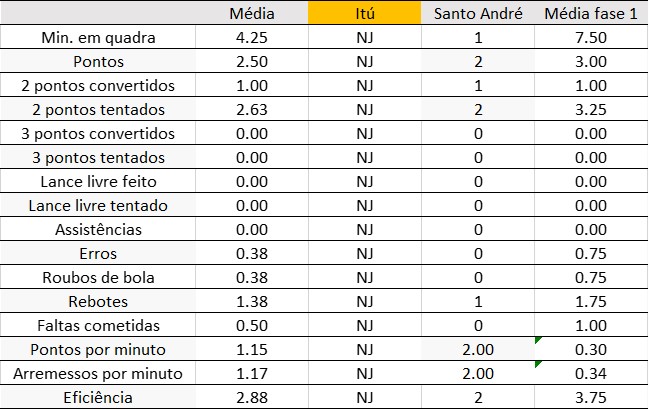 Média Itú Santo André Média fase 1
Min. em quadra 4.25 NJ 1 7.50
Pontos 2.50 NJ 2 3.00
2 pontos convertidos 1.00 NJ 1 1.00
2 pontos tentados 2.63 NJ 2 3.25
3 pontos convertidos 0.00 NJ 0 0.00
3 pontos tentados 0.00 NJ 0 0.00
Lance livre feito 0.00 NJ 0 0.00
Lance livre tentado 0.00 NJ 0 0.00
Assistências 0.00 NJ 0 0.00
Erros 0.38 NJ 0 0.75
Roubos de bola 0.38 NJ 0 0.75
Rebotes 1.38 NJ 1 1.75
Faltas cometidas 0.50 NJ 0 1.00
Pontos por minuto 1.15 NJ 2.00 0.30
Arremessos por minuto 1.17 NJ 2.00 0.34
Eficiência 2.88 NJ 2 3.75